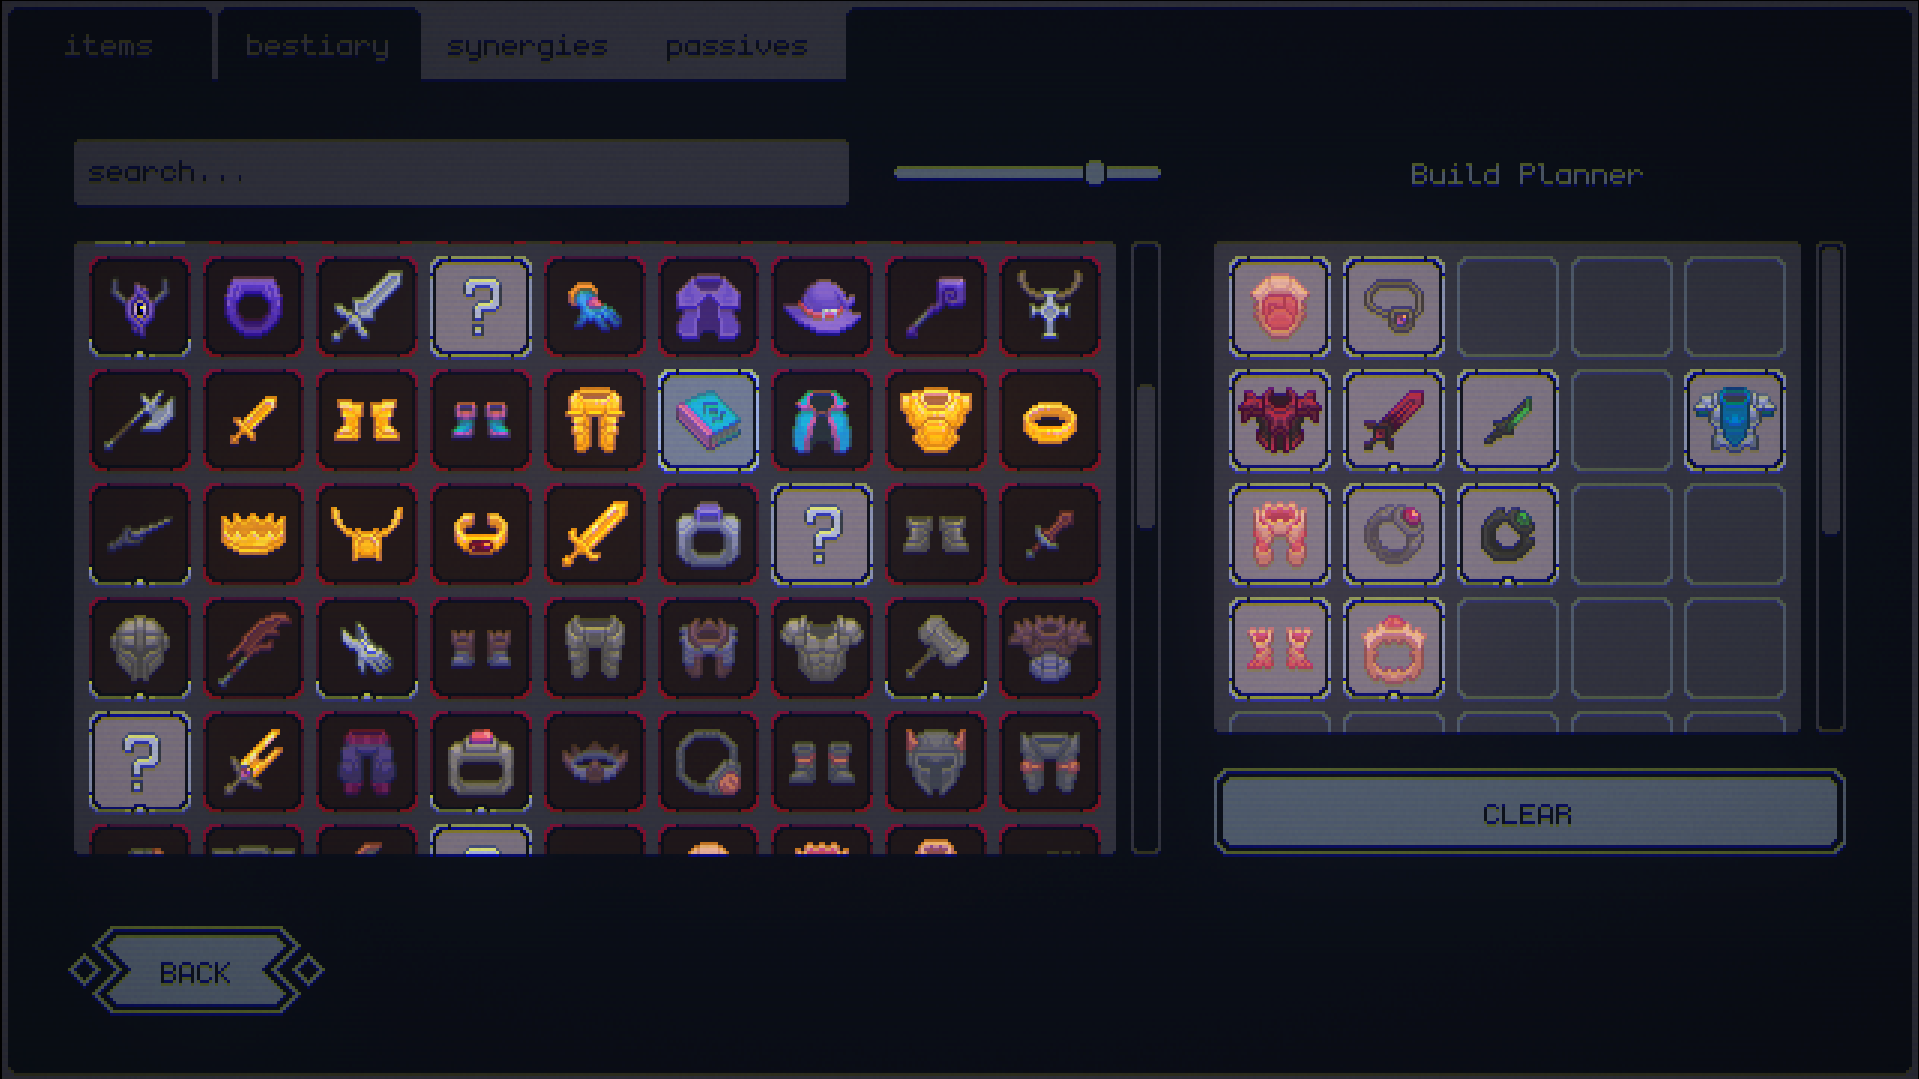 items
bestiary
synergies
passives
search...
Build Planner
?
?
?
CLEAR
BACK